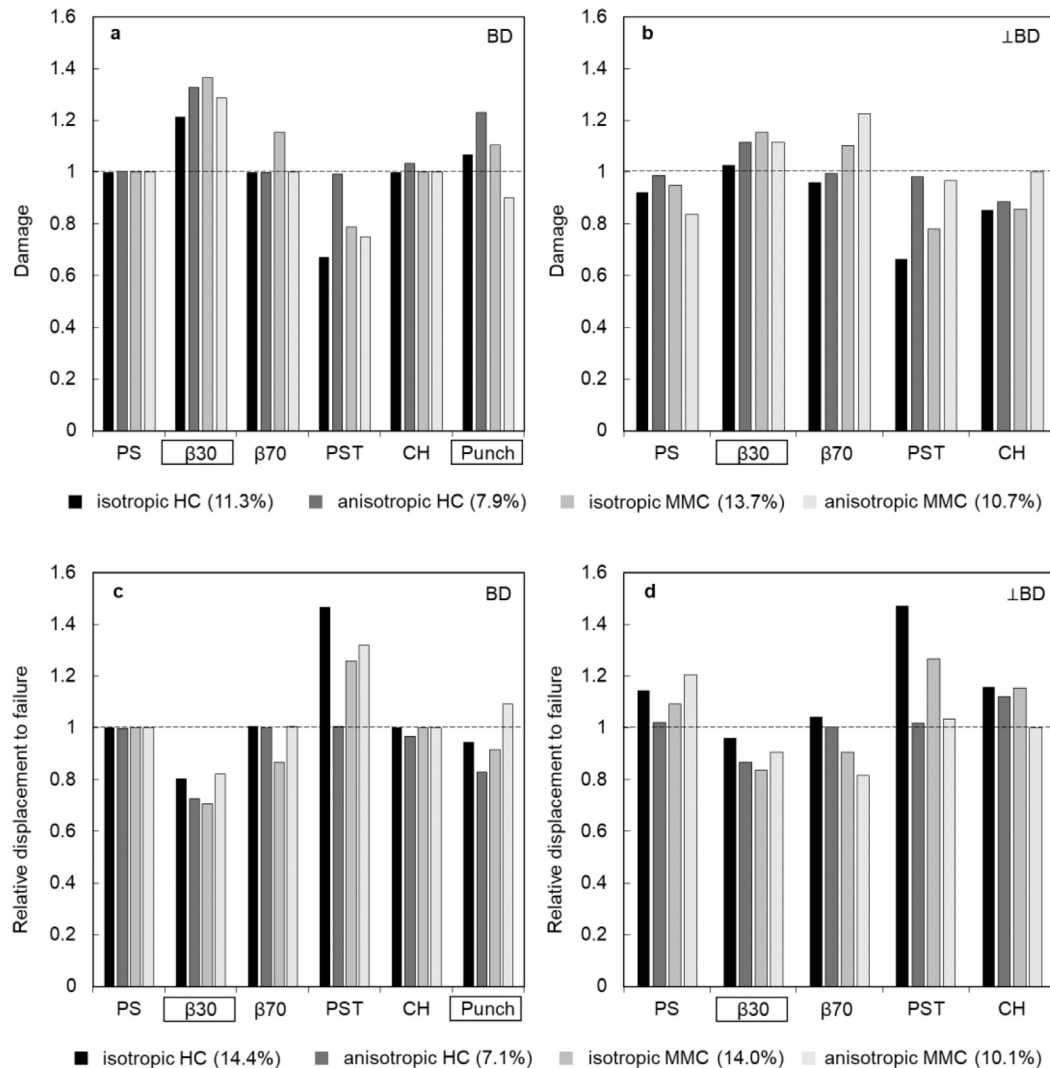 a
BD
Damage
1.6
1.4
1.2
1
0.8
0.6
0.4
0.2
0
PS β30 β70 PST CH Punch
b
⊥BD
Damage
1.6
1.4
1.2
1
0.8
0.6
0.4
0.2
0
PS β30 β70 PST CH
isotropic HC (11.3%) anisotropic HC (7.9%) isotropic MMC (13.7%) anisotropic MMC (10.7%)
c
BD
Relative displacement to failure
1.6
1.4
1.2
1
0.8
0.6
0.4
0.2
0
PS β30 β70 PST CH Punch
d
⊥BD
Relative displacement to failure
1.6
1.4
1.2
1
0.8
0.6
0.4
0.2
0
PS β30 β70 PST CH
isotropic HC (14.4%) anisotropic HC (7.1%) isotropic MMC (14.0%) anisotropic MMC (10.1%)